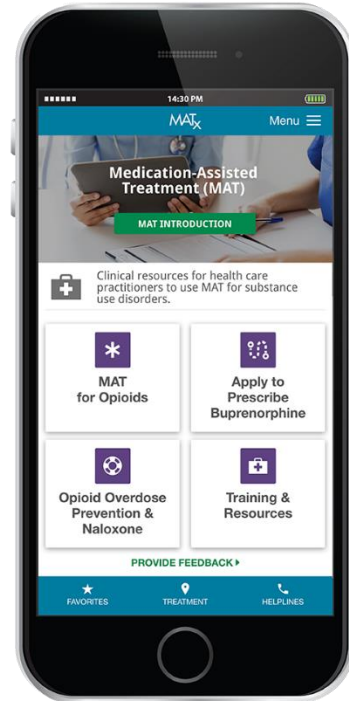 14:30 PM
MATx
Menu
Medication-Assisted
Treatment (MAT)
MAT INTRODUCTION
Clinical resources for health care
practitioners to use MAT for substance
use disorders.
MAT
for Opioids
Apply to
Prescribe
Buprenorphine
Opioid Overdose
Prevention &
Naloxone
Training &
Resources
PROVIDE FEEDBACK
FAVORITES
TREATMENT
HELPLINES